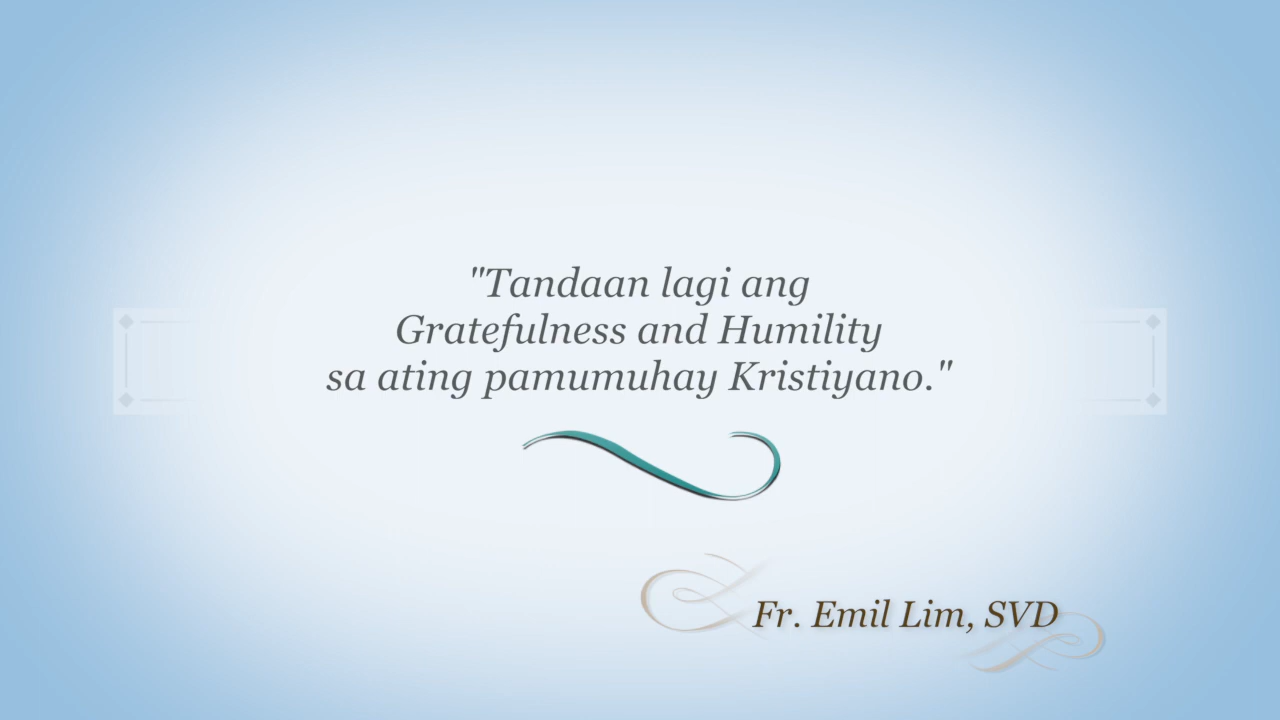 "Tandaan lagi ang
Gratefulness and Humility
sa ating pamumuhay Kristiyano."
Fr. Emil Lim, SVD